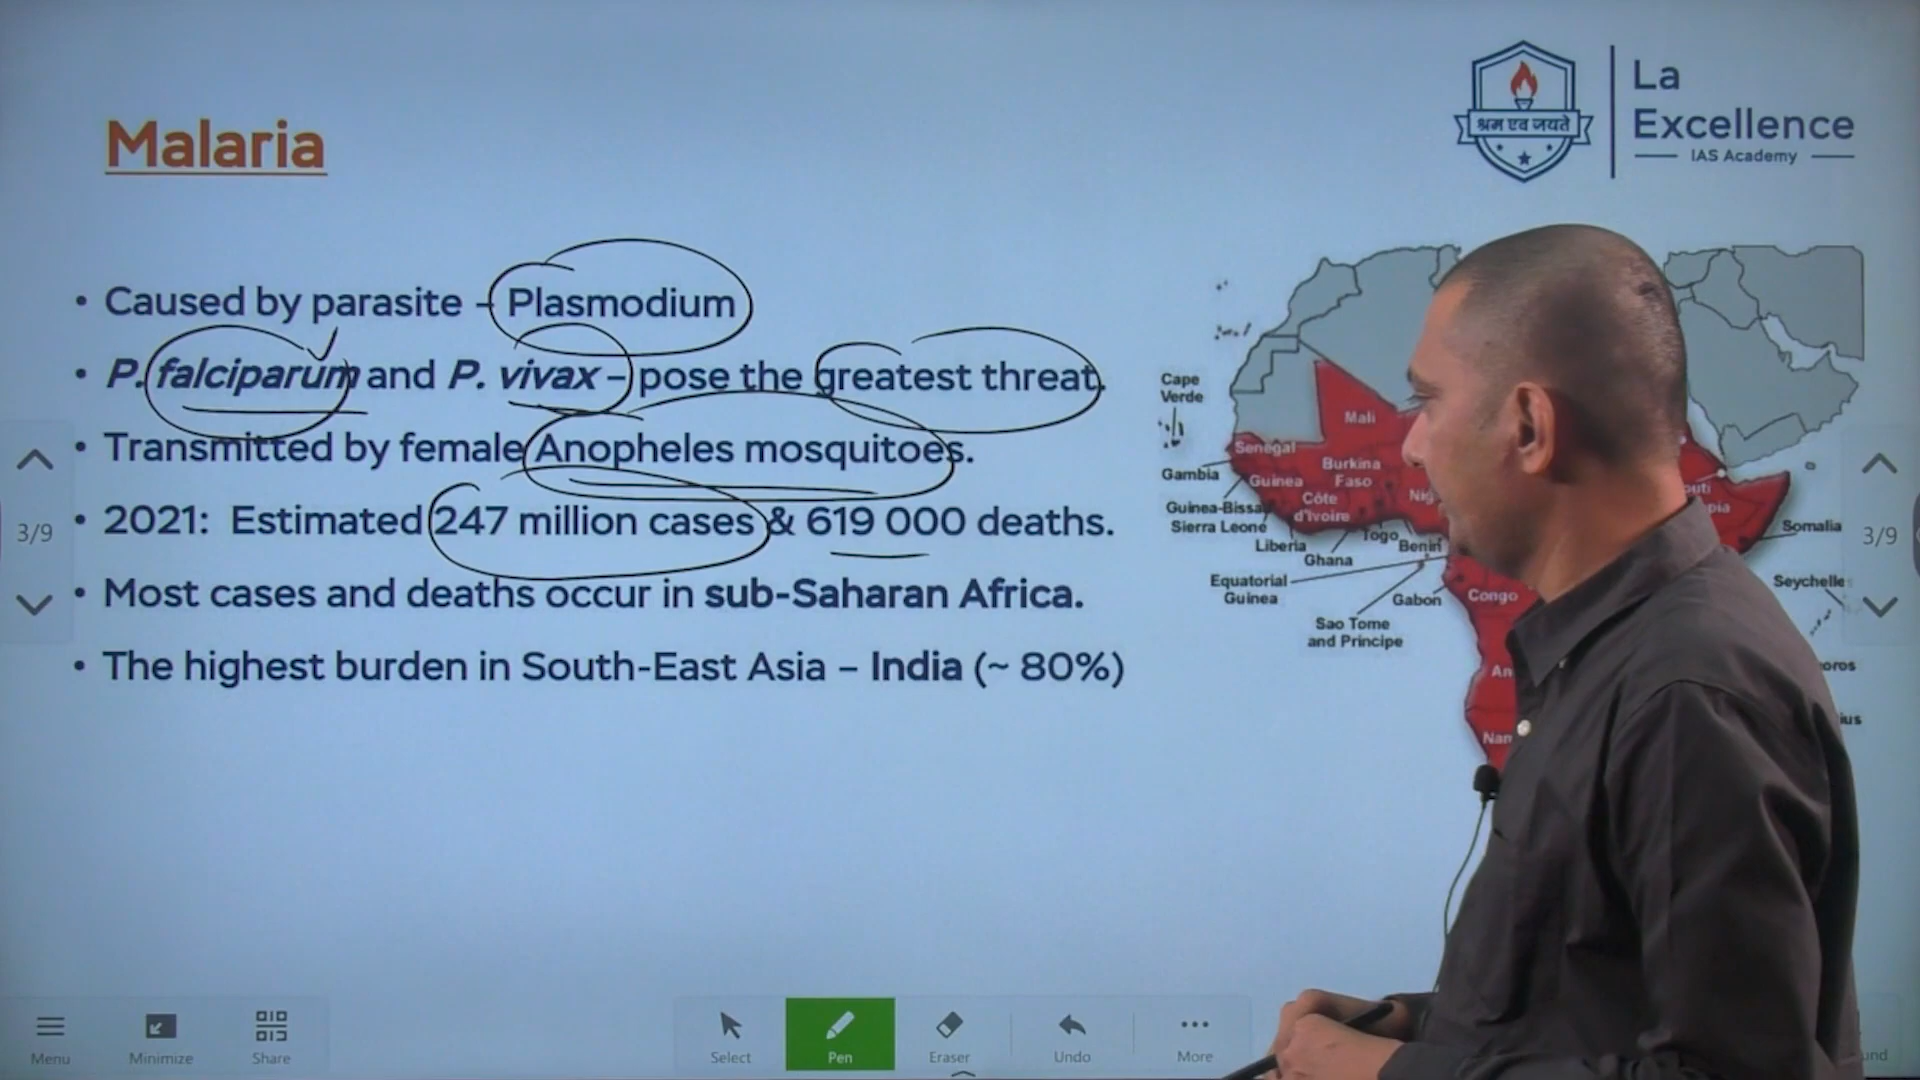 La
Excellence
IAS Academy
श्रम एव जयते
Malaria
• Caused by parasite – Plasmodium
• P. falciparum and P. vivax – pose the greatest threat.
• Transmitted by female Anopheles mosquitoes.
• 2021: Estimated 247 million cases & 619 000 deaths.
• Most cases and deaths occur in sub-Saharan Africa.
• The highest burden in South-East Asia – India (~ 80%)
3/9
3/9
Cape
Verde
Mali
Senegal
Gambia
Guinea
Burkina
Faso
Guinea-Bissau
Côte
d'Ivoire
Sierra Leone
Liberia
Ghana
Togo
Benin
Equatorial
Guinea
Gabon
Congo
Sao Tome
and Principe
Somalia
Menu
Minimize
Share
Select
Pen
Eraser
Undo
More